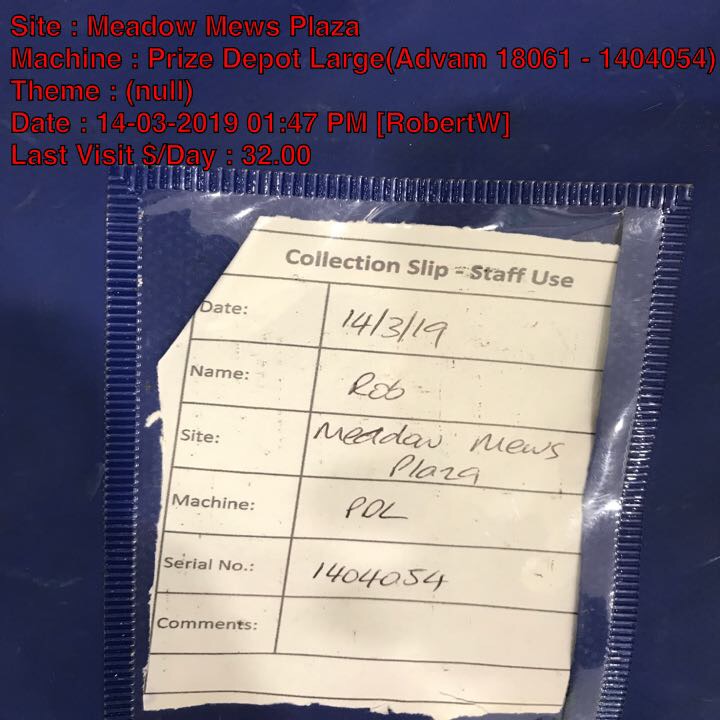 Site : Meadow Mews Plaza
Machine : Prize Depot Large(Advam 18061 - 1404054)
Theme : (null)
Date : 14-03-2019 01:47 PM [RobertW]
Last Visit $/Day : 32.00
Collection Slip - Staff Use
Date: 14/3/19
Name: Rob
Site: Meadow Mews
Plaza
Machine: PDL
Serial No.: 1404054
Comments: